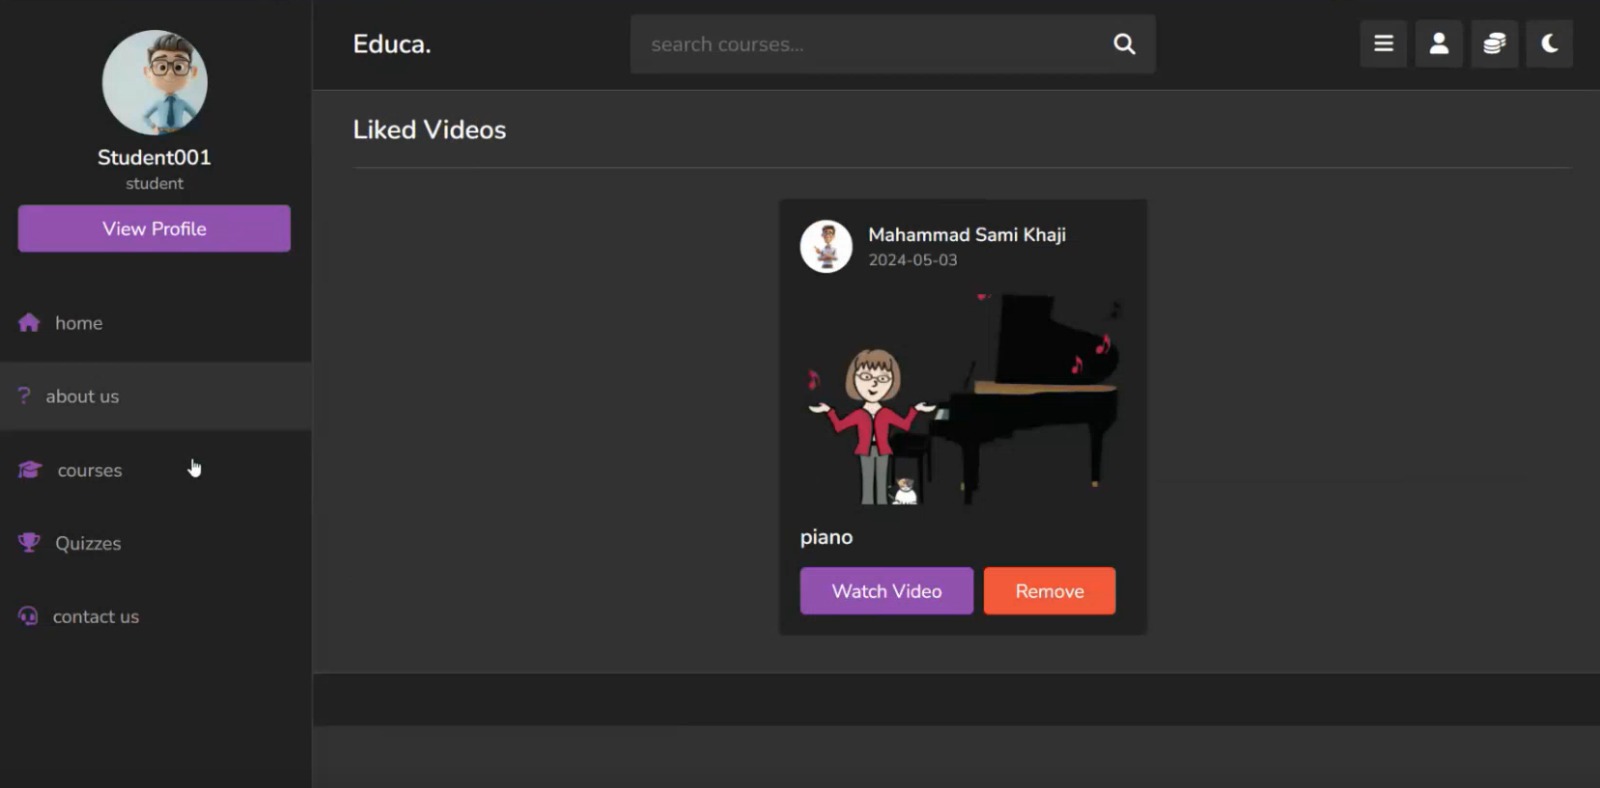 Student001
student
View Profile
home
about us
courses
Quizzes
contact us
Educa.
search courses...
Liked Videos
Mahammad Sami Khaji
2024-05-03
piano
Watch Video
Remove